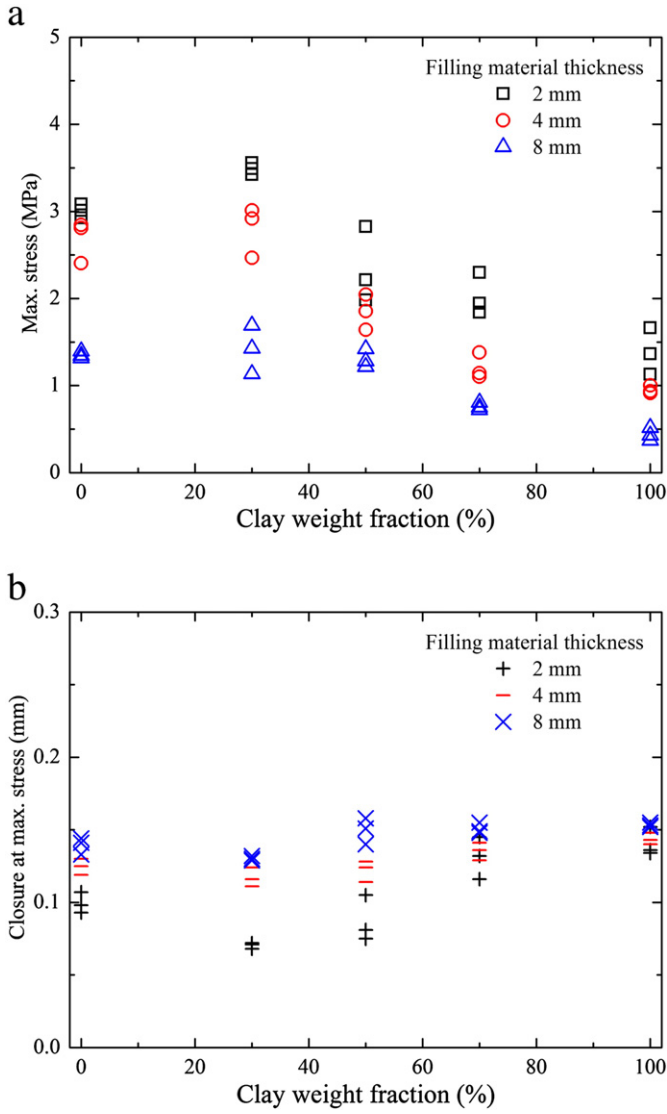 a
Max. stress (MPa)
5
4
3
2
1
0
Filling material thickness
2 mm
4 mm
8 mm
0 20 40 60 80 100
Clay weight fraction (%)
b
Closure at max. stress (mm)
0.3
0.2
0.1
0.0
Filling material thickness
2 mm
4 mm
8 mm
0 20 40 60 80 100
Clay weight fraction (%)